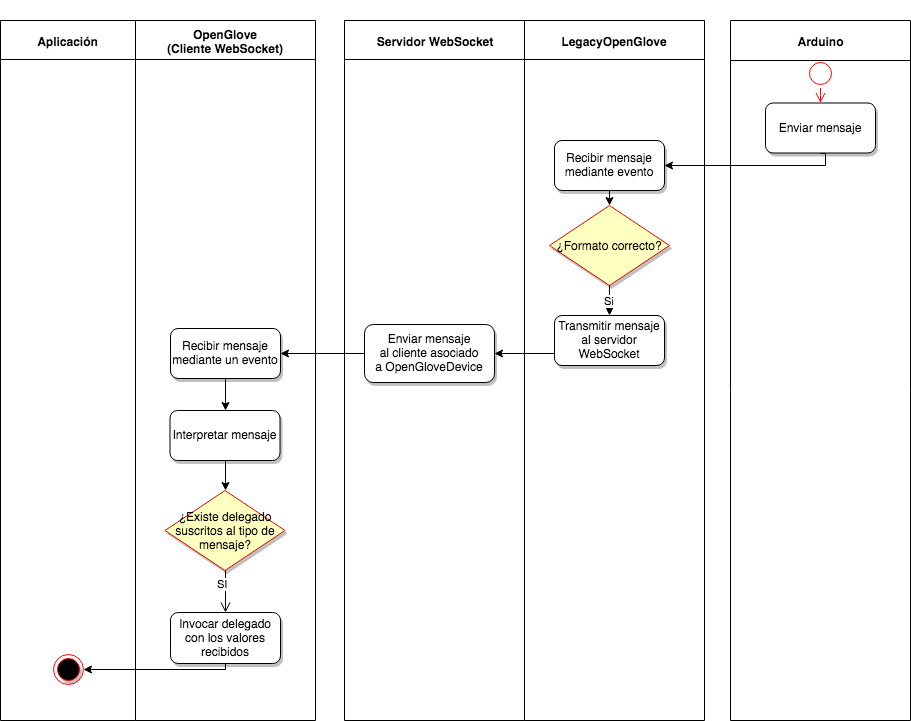 Aplicación
OpenGlove
(Cliente WebSocket)
Servidor WebSocket
LegacyOpenGlove
Arduino
Enviar mensaje
Recibir mensaje
mediante evento
¿Formato correcto?
Si
Transmitir mensaje
al servidor
WebSocket
Enviar mensaje
al cliente asociado
a OpenGloveDevice
Recibir mensaje
mediante un evento
Interpretar mensaje
¿Existe delegado
suscritos al tipo de
mensaje?
SI
Invocar delegado
con los valores
recibidos